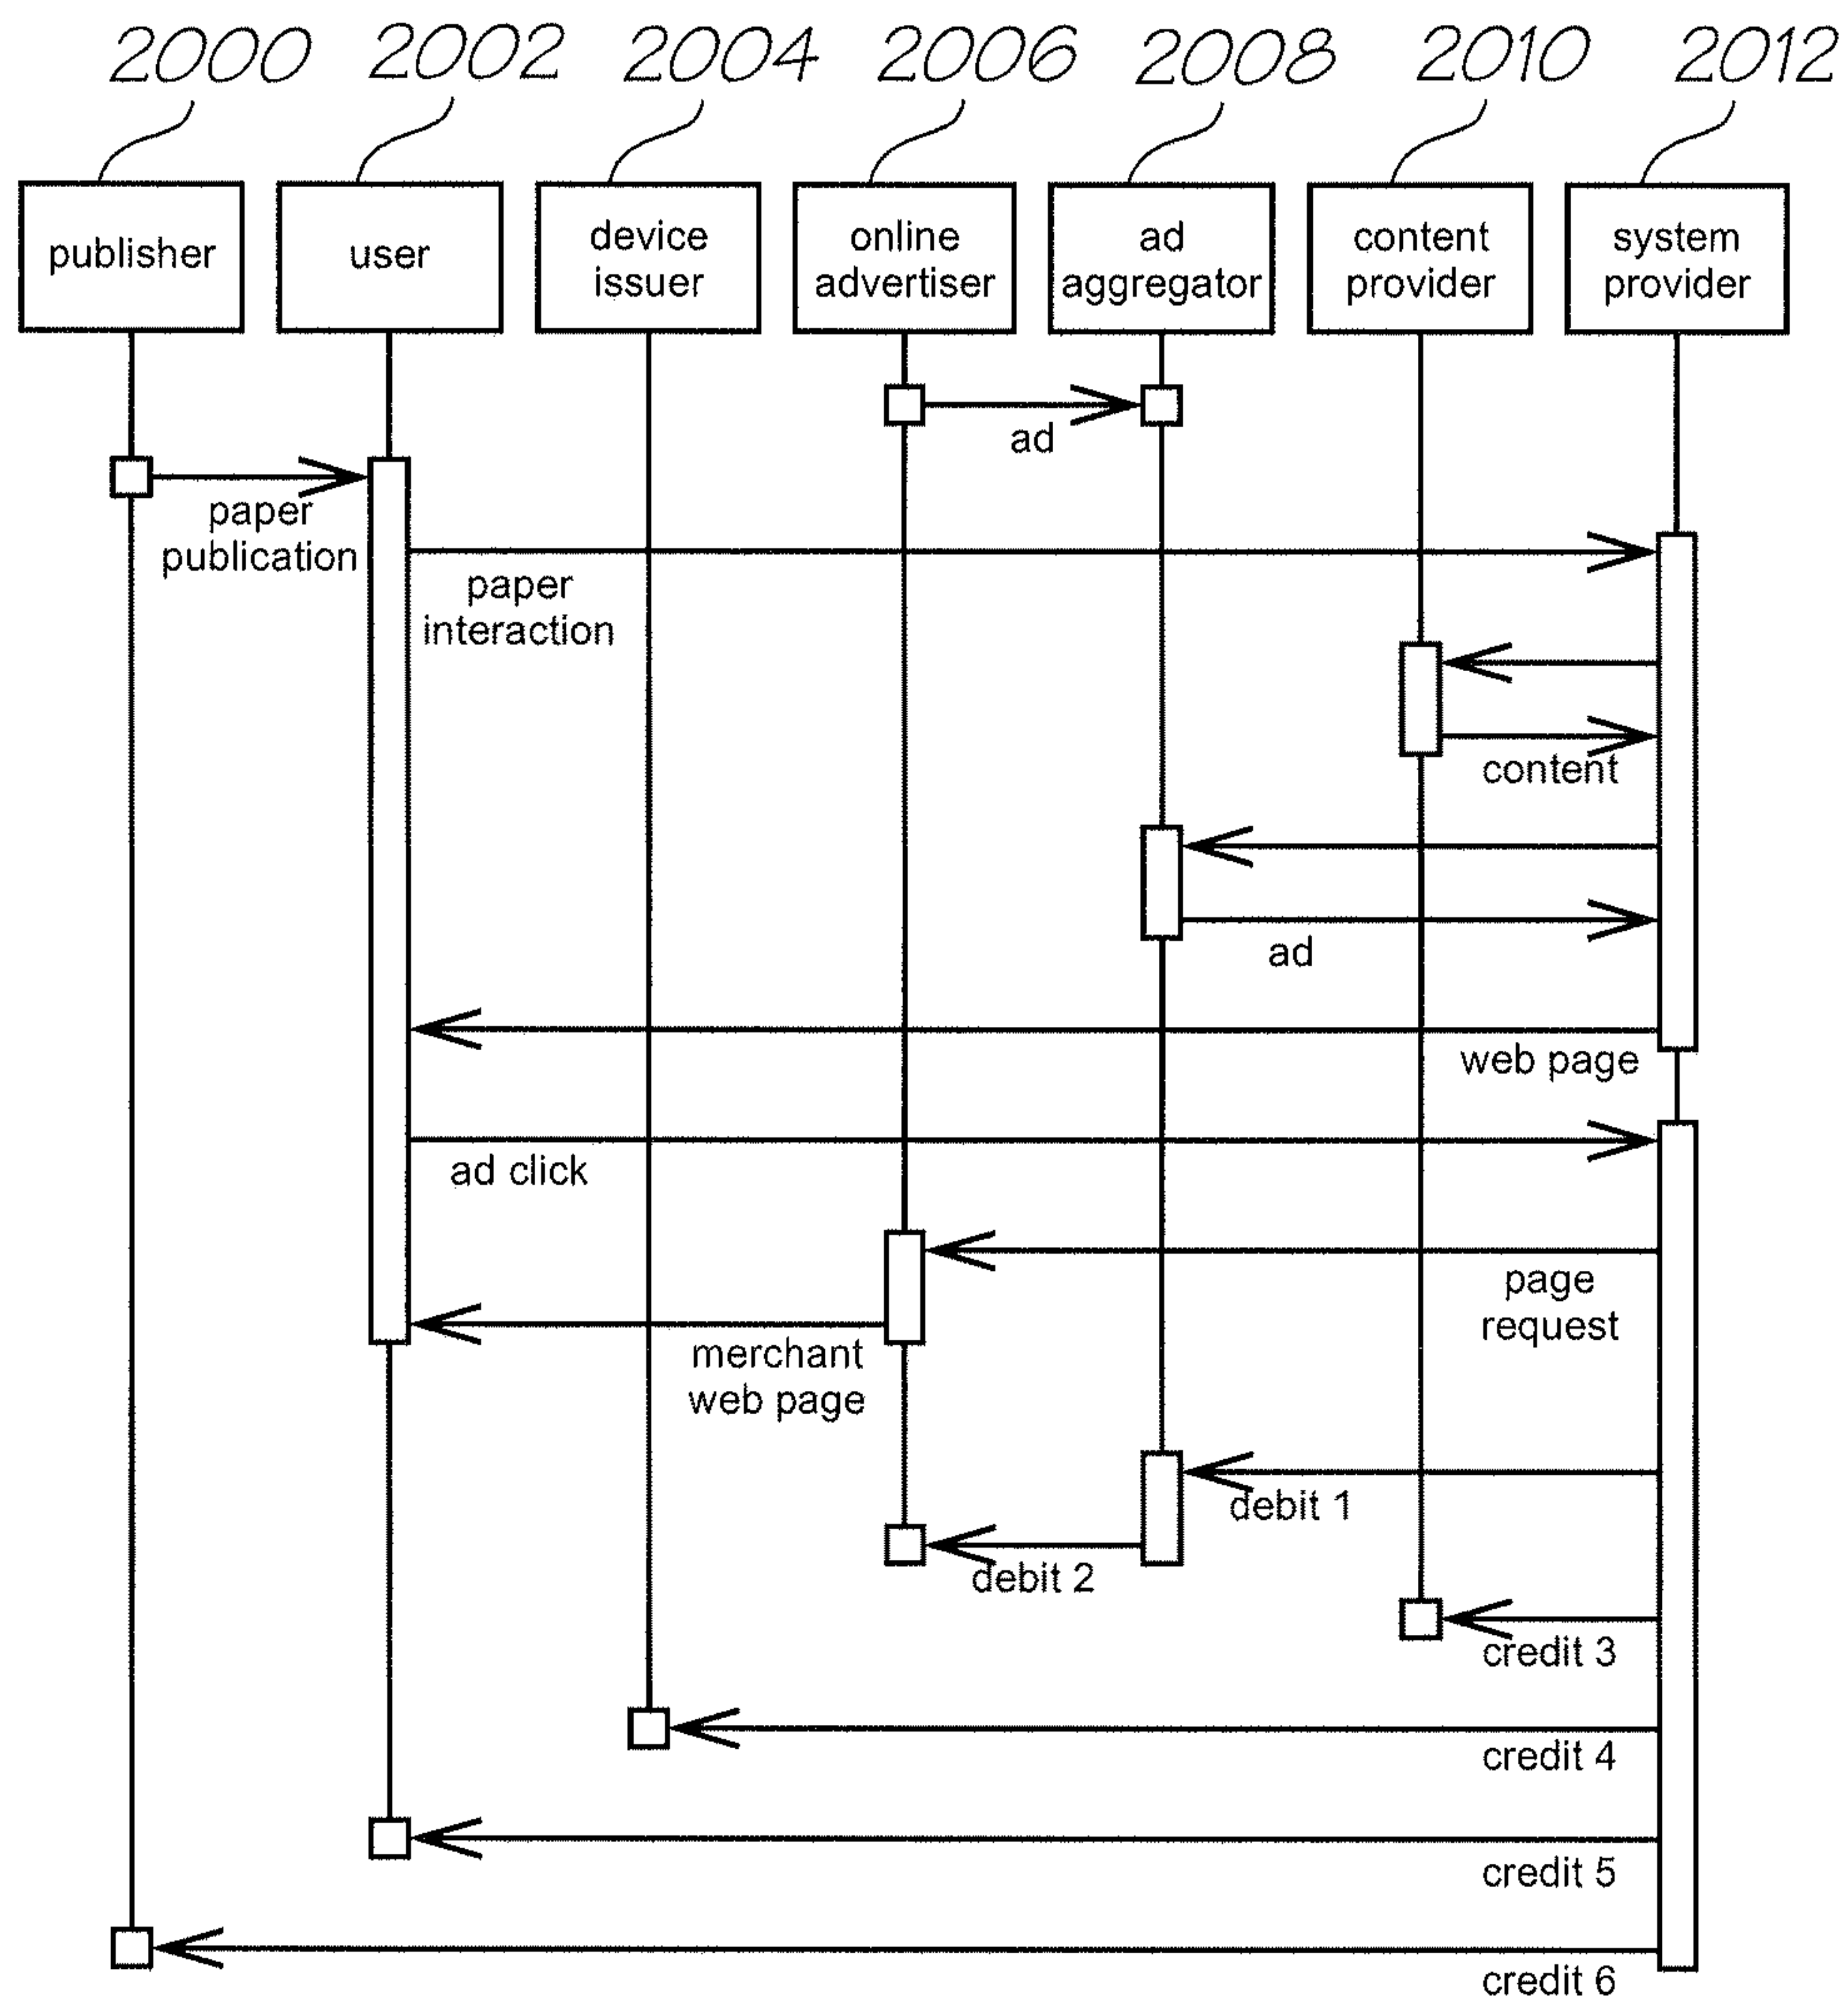 2000 2002 2004 2006 2008 2010 2012
publisher
user
device
issuer
online
advertiser
ad
aggregator
content
provider
system
provider
ad
paper
publication
paper
interaction
content
ad
web page
ad click
page
request
merchant
web page
debit 1
debit 2
credit 3
credit 4
credit 5
credit 6